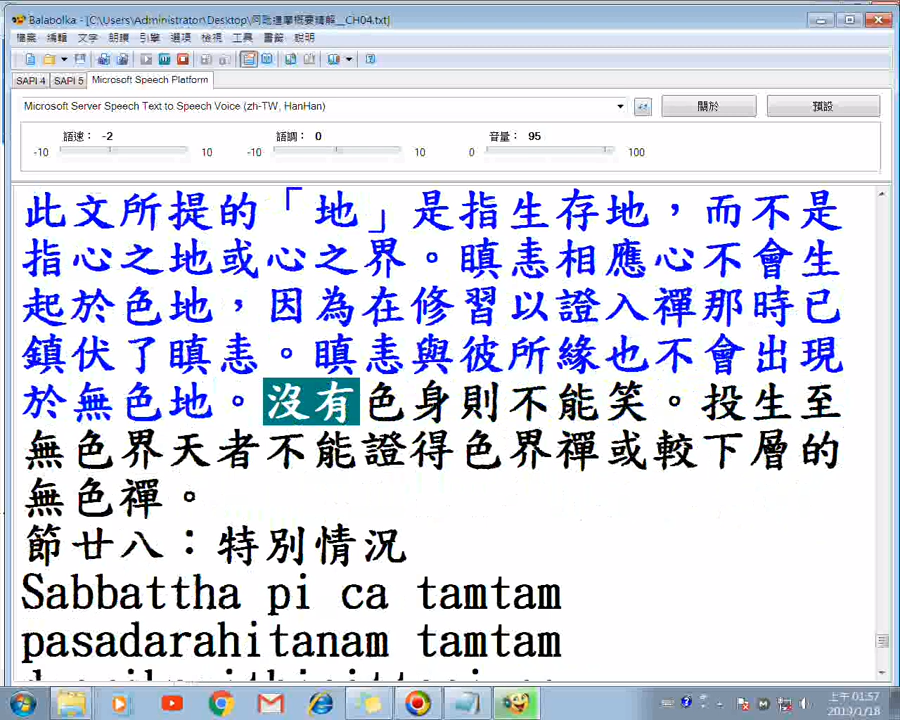 Balabolka - [C:\Users\Administrator\Desktop\阿毗達摩概要精解__CH04.txt]
檔案 編輯 文字 朗讀 引擎 選項 檢視 工具 書籤 說明
SAPI 4 SAPI 5 Microsoft Speech Platform
Microsoft Server Speech Text to Speech Voice (zh-TW, HanHan) 關於 預設
語速: -2 語調: 0 音量: 95
-10 10 -10 10 0 100
此文所提的「地」是指生存地,而不是
指心之地或心之界。瞋恚相應心不會生
起於色地,因為在修習以證入禪那時已
鎮伏了瞋恚。瞋恚與彼所緣也不會出現
於無色地。沒有色身則不能笑。投生至
無色界天者不能證得色界禪或較下層的
無色禪。
節廿八:特別情況
Sabbattha pi ca tamtam
pasadarahitanam tamtam
上午 01:57
2019/1/18